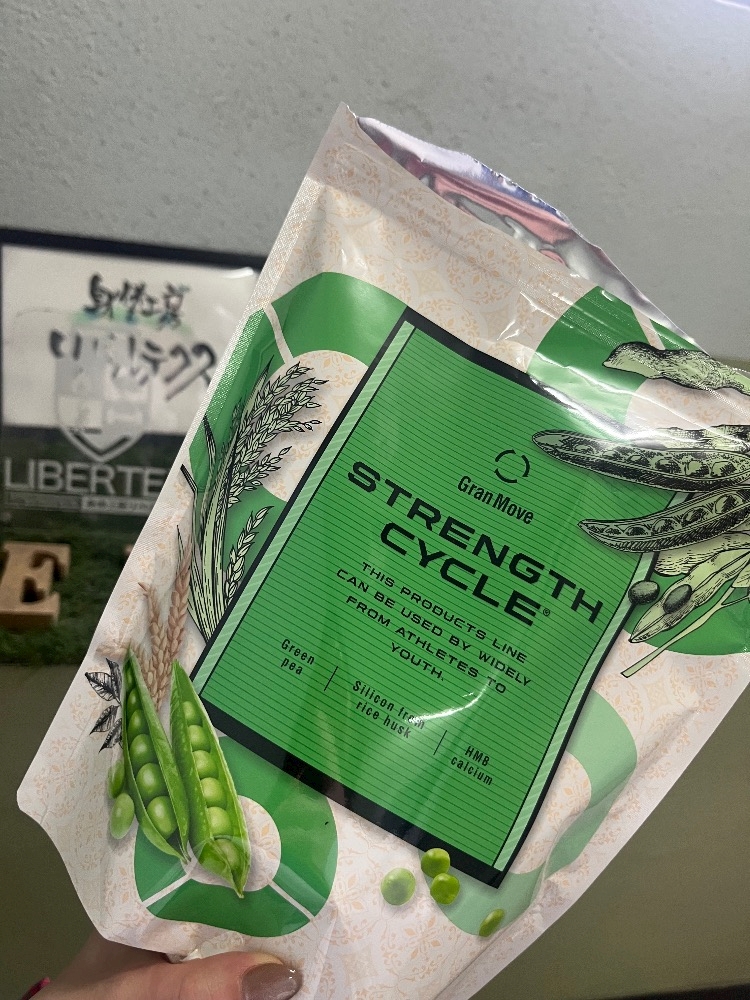 Gran Move
STRENGTH
CYCLE®
THIS PRODUCTS LINE
CAN BE USED BY WIDELY
FROM ATHLETES TO
YOUTH.
Green
pea
Silicon from
rice husk
HMB
calcium
LIBERTE
E